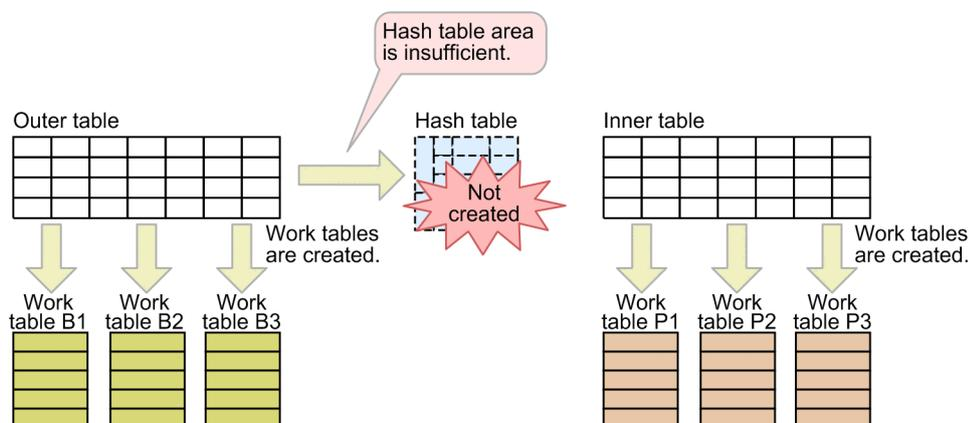 Hash table area
is insufficient.
Outer table
Hash table
Inner table
Not
created
Work tables
are created.
Work tables
are created.
Work
table B1
Work
table B2
Work
table B3
Work
table P1
Work
table P2
Work
table P3